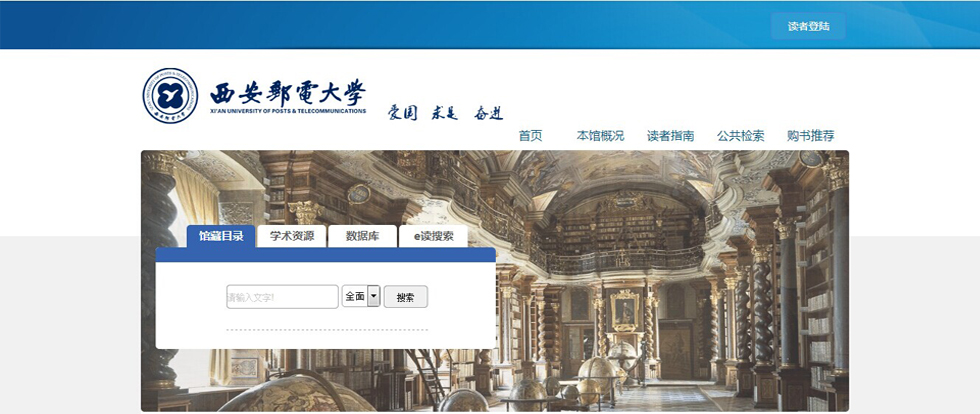 读者登陆
西安郵電大学
XI'AN UNIVERSITY OF POSTS & TELECOMMUNICATIONS
爱国 求是 奋进
首页 本馆概况 读者指南 公共检索 购书推荐
馆藏目录 学术资源 数据库 e读搜索
请输入文字! 全面 搜索